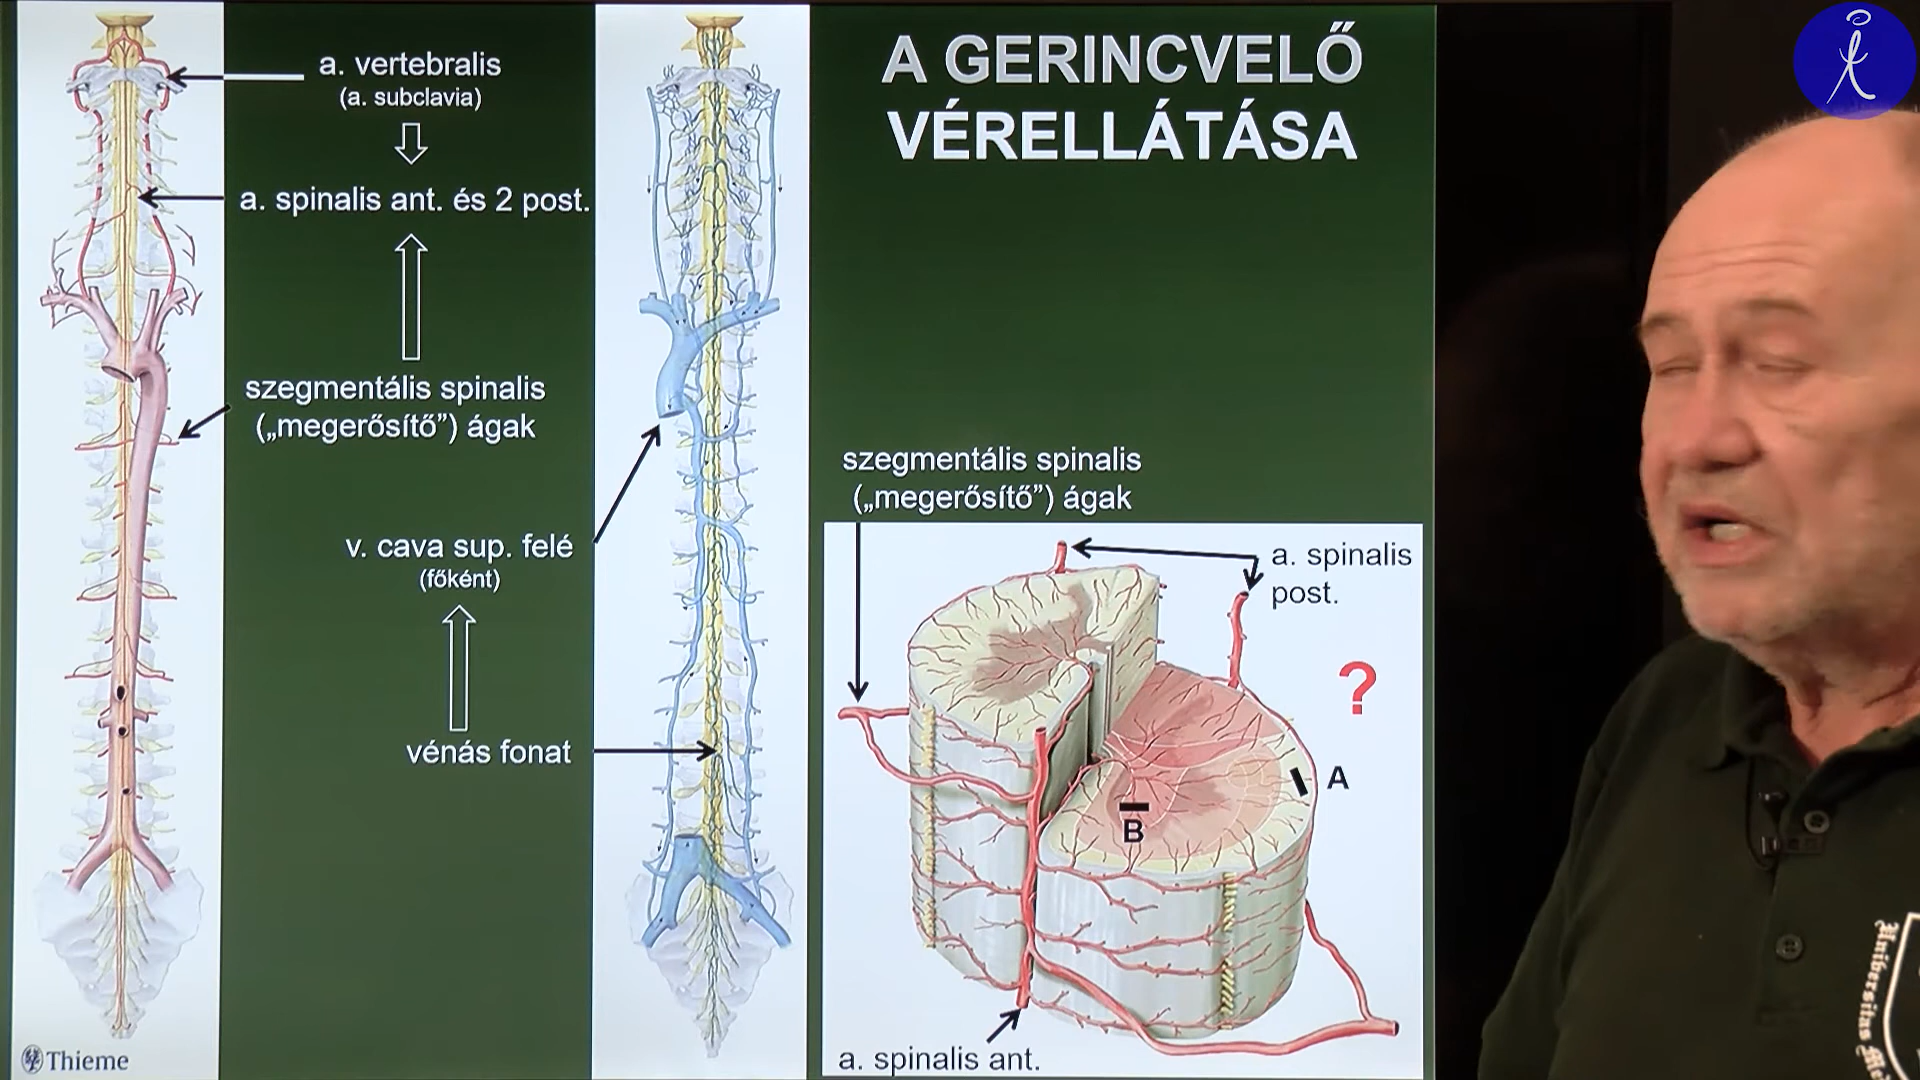 A GERINCVELŐ
VÉRELLÁTÁSA
a. vertebralis
(a. subclavia)
a. spinalis ant. és 2 post.
szegmentális spinalis
(„megerősítő”) ágak
v. cava sup. felé
(főként)
vénás fonat
szegmentális spinalis
(„megerősítő”) ágak
a. spinalis
post.
?
A
B
a. spinalis ant.
Thieme
Universitas